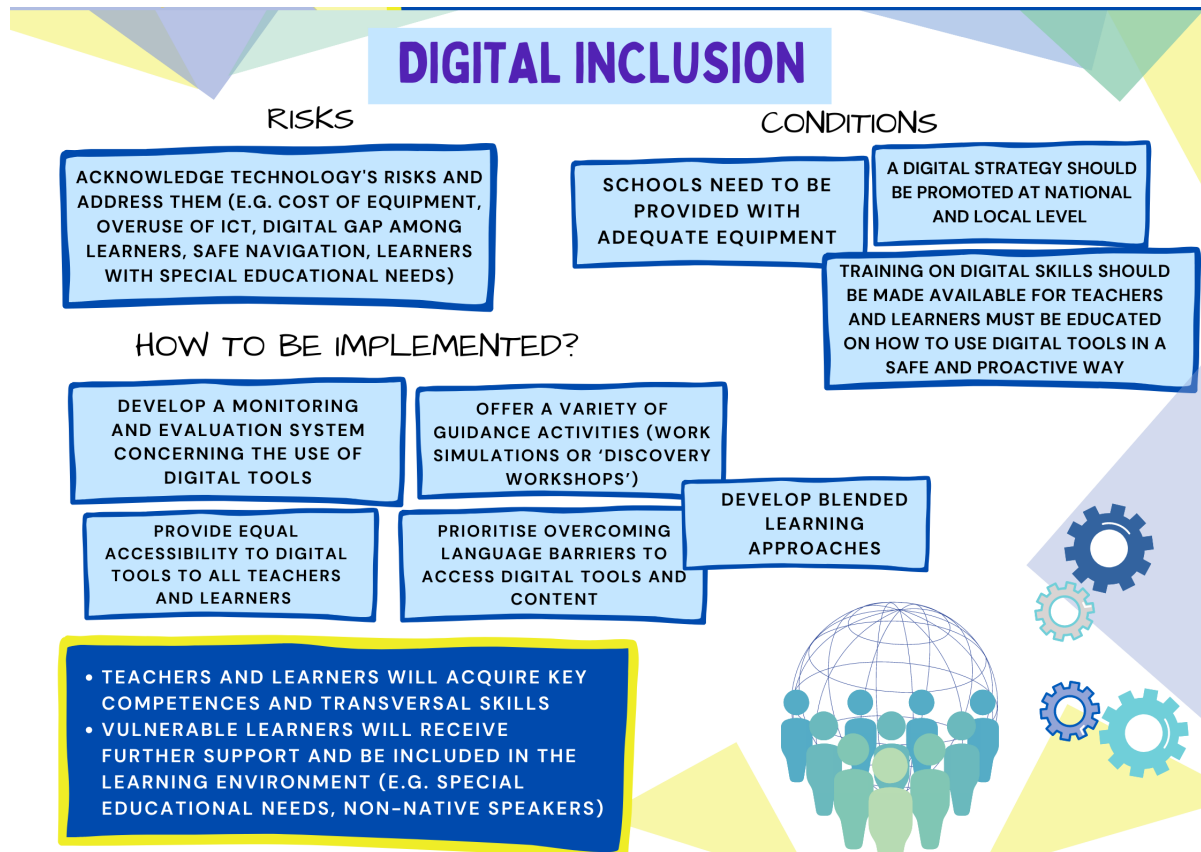 DIGITAL INCLUSION
RISKS
ACKNOWLEDGE TECHNOLOGY'S RISKS AND
ADDRESS THEM (E.G. COST OF EQUIPMENT,
OVERUSE OF ICT, DIGITAL GAP AMONG
LEARNERS, SAFE NAVIGATION, LEARNERS
WITH SPECIAL EDUCATIONAL NEEDS)
CONDITIONS
SCHOOLS NEED TO BE
PROVIDED WITH
ADEQUATE EQUIPMENT
A DIGITAL STRATEGY SHOULD
BE PROMOTED AT NATIONAL
AND LOCAL LEVEL
TRAINING ON DIGITAL SKILLS SHOULD
BE MADE AVAILABLE FOR TEACHERS
AND LEARNERS MUST BE EDUCATED
ON HOW TO USE DIGITAL TOOLS IN A
SAFE AND PROACTIVE WAY
HOW TO BE IMPLEMENTED?
DEVELOP A MONITORING
AND EVALUATION SYSTEM
CONCERNING THE USE OF
DIGITAL TOOLS
OFFER A VARIETY OF
GUIDANCE ACTIVITIES (WORK
SIMULATIONS OR ‘DISCOVERY
WORKSHOPS’)
DEVELOP BLENDED
LEARNING
APPROACHES
PROVIDE EQUAL
ACCESSIBILITY TO DIGITAL
TOOLS TO ALL TEACHERS
AND LEARNERS
PRIORITISE OVERCOMING
LANGUAGE BARRIERS TO
ACCESS DIGITAL TOOLS AND
CONTENT
• TEACHERS AND LEARNERS WILL ACQUIRE KEY
COMPETENCES AND TRANSVERSAL SKILLS
• VULNERABLE LEARNERS WILL RECEIVE
FURTHER SUPPORT AND BE INCLUDED IN THE
LEARNING ENVIRONMENT (E.G. SPECIAL
EDUCATIONAL NEEDS, NON-NATIVE SPEAKERS)